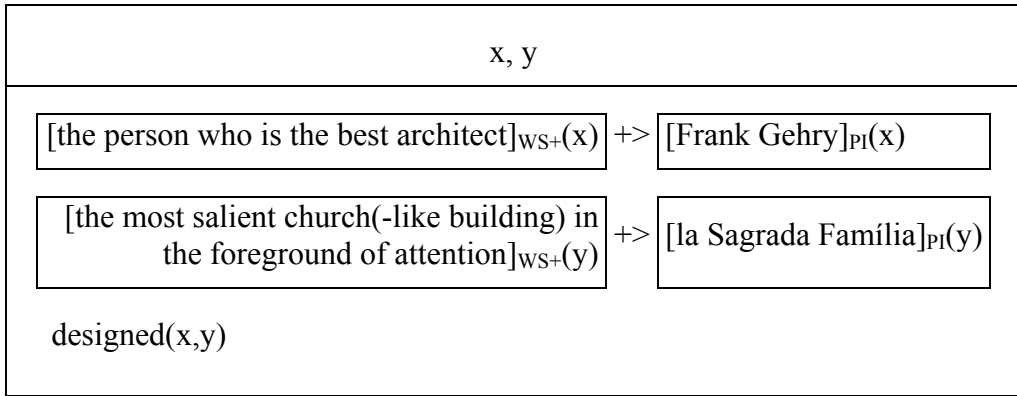 x, y
[the person who is the best architect]WS+(x) +> [Frank Gehry]PI(x)
[the most salient church(-like building) in
the foreground of attention]WS+(y) +> [la Sagrada Família]PI(y)
designed(x,y)